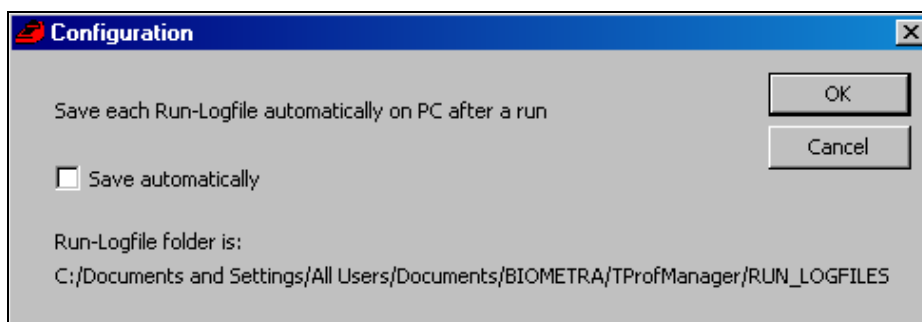 Configuration
OK
Save each Run-Logfile automatically on PC after a run
Cancel
Save automatically
Run-Logfile folder is:
C:/Documents and Settings/All Users/Documents/BIOMETRA/TProfManager/RUN_LOGFILES